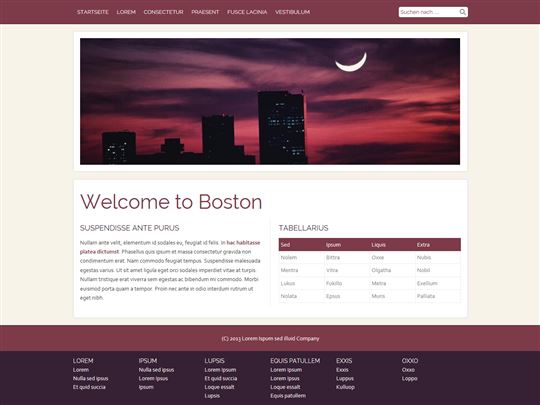 STARTSEITE LOREM CONSECTETUR PRAESENT FUSCE LACINIA VESTIBULUM Suchen nach ...
Welcome to Boston
SUSPENDISSE ANTE PURUS
Nullam ante velit, elementum id sodales eu, feugiat id felis. In hac habitasse
platea dictumst. Phasellus quis ipsum et massa consectetur gravida non
condimentum erat. Nam commodo feugiat tempus. Suspendisse malesuada
egestas varius. Ut sit amet ligula eget orci sodales imperdiet vitae at turpis.
Nullam tristique erat viverra sem egestas ac bibendum mi commodo. Morbi
euismod porta quam a tempor. Proin nec ante in odio interdum rutrum ut
eget nibh.
TABELLARIUS
Sed Ipsum Liquis Extra
Nolem Bittra Oxxe Nubis
Mentra Vitra Olgatha Nobil
Lukus Fokillo Metra Exellium
Nolata Epsus Muris Palliata
(C) 2013 Lorem Ispum sed illuid Company
LOREM IPSUM LUPSIS EQUIS PATULLEM EXXIS OXXO
Lorem Nulla sed ipsus Lorem Ipsum Lorem Ipsum Exxis Oxxo
Nulla sed ipsus Lorem Ipsus Et quid succia Lorem Ipsus Luppus Loppo
Et quid succia Ipsum Loque essalt Loque essalt Kulluop
Lupsis Equis patullem